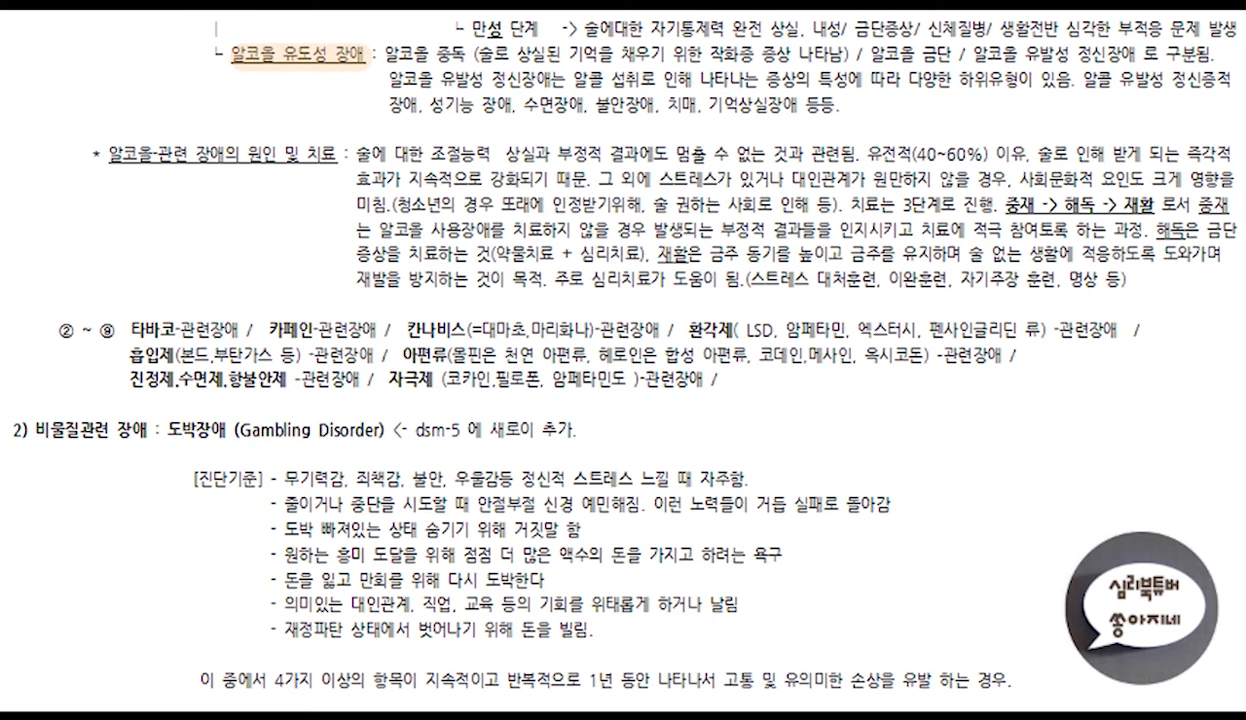 ㄴ 만성 단계 -> 술에대한 자기통제력 완전 상실, 내성/ 금단증상/ 신체질병/ 생활전반 심각한 부적응 문제 발생
ㄴ 알코올 유도성 장애 : 알코올 중독 (술로 상실된 기억을 채우기 위한 작화증 증상 나타남) / 알코올 금단 / 알코올 유발성 정신장애 로 구분됨.
알코올 유발성 정신장애는 알콜 섭취로 인해 나타나는 증상의 특성에 따라 다양한 하위유형이 있음. 알콜 유발성 정신증적
장애, 성기능 장애, 수면장애, 불안장애, 치매, 기억상실장애 등등.
* 알코올-관련 장애의 원인 및 치료 : 술에 대한 조절능력 상실과 부정적 결과에도 멈출 수 없는 것과 관련됨. 유전적(40~60%) 이유, 술로 인해 받게 되는 즉각적
효과가 지속적으로 강화되기 때문. 그 외에 스트레스가 있거나 대인관계가 원만하지 않을 경우, 사회문화적 요인도 크게 영향을
미침.(청소년의 경우 또래에 인정받기위해, 술 권하는 사회로 인해 등). 치료는 3단계로 진행. 중재 -> 해독 -> 재활 로서 중재
는 알코올 사용장애를 치료하지 않을 경우 발생되는 부정적 결과들을 인지시키고 치료에 적극 참여토록 하는 과정. 해독은 금단
증상을 치료하는 것(약물치료 + 심리치료), 재활은 금주 동기를 높이고 금주를 유지하며 술 없는 생활에 적응하도록 도와가며
재발을 방지하는 것이 목적. 주로 심리치료가 도움이 됨.(스트레스 대처훈련, 이완훈련, 자기주장 훈련, 명상 등)
② ~ ⑨ 타바코-관련장애 / 카페인-관련장애 / 칸나비스(=대마초,마리화나)-관련장애 / 환각제( LSD, 암페타민, 엑스터시, 펜사인글리딘 류) -관련장애 /
흡입제(본드,부탄가스 등) -관련장애 / 아편류(몰핀은 천연 아편류, 헤로인은 합성 아편류, 코데인,메사인, 옥시코돈) -관련장애 /
진정제,수면제,항불안제 -관련장애 / 자극제 (코카인,필로폰, 암페타민도 )-관련장애 /
2) 비물질관련 장애 : 도박장애 (Gambling Disorder) <- dsm-5 에 새로이 추가.
[진단기준] - 무기력감, 죄책감, 불안, 우울감등 정신적 스트레스 느낄 때 자주함.
- 줄이거나 중단을 시도할 때 안절부절 신경 예민해짐. 이런 노력들이 거듭 실패로 돌아감
- 도박 빠져있는 상태 숨기기 위해 거짓말 함
- 원하는 흥미 도달을 위해 점점 더 많은 액수의 돈을 가지고 하려는 욕구
- 돈을 잃고 만회를 위해 다시 도박한다
- 의미있는 대인관계, 직업, 교육 등의 기회를 위태롭게 하거나 날림
- 재정파탄 상태에서 벗어나기 위해 돈을 빌림.
이 중에서 4가지 이상의 항목이 지속적이고 반복적으로 1년 동안 나타나서 고통 및 유의미한 손상을 유발 하는 경우.
심리북튜버
쏭아지네